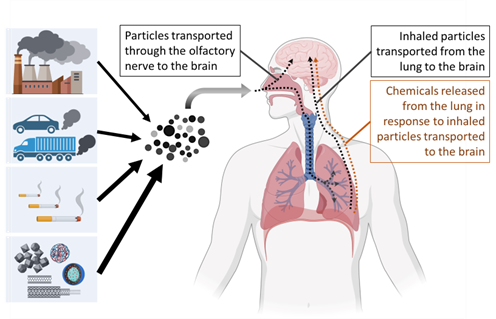 Particles transported
through the olfactory
nerve to the brain
Inhaled particles
transported from the
lung to the brain
Chemicals released
from the lung in
response to inhaled
particles transported
to the brain